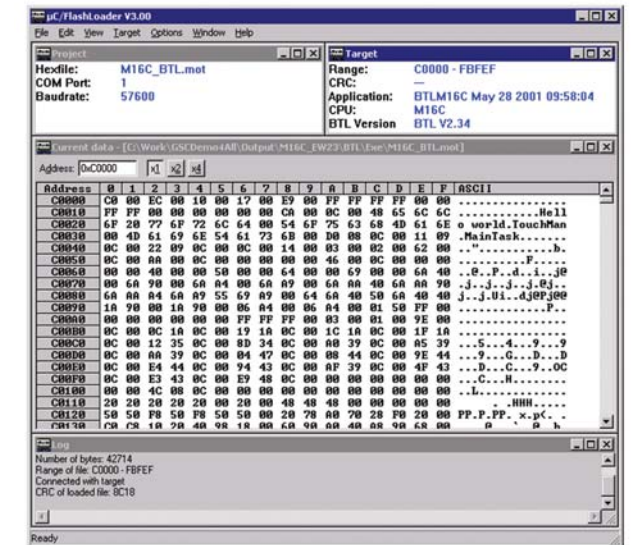 µC/FlashLoader V3.00
File Edit View Target Options Window Help
Project
Hexfile: M16C_BTL.mot
COM Port: 1
Baudrate: 57600
Target
Range: C0000 - FBFEF
CRC: —
Application: BTLM16C May 28 2001 09:58:04
CPU: M16C
BTL Version BTL V2.34
Current data - [C:\Work\GSCDemo4All\Output\M16C_EW23\BTL\Exe\M16C_BTL.mot]
Address: 0xC0000 x1 x2 x4
Address 0 1 2 3 4 5 6 7 8 9 A B C D E F ASCII
C0000 C0 00 EC 00 10 00 17 00 E9 00 FF FF FF FF FF FF ................
C0010 FF FF 00 00 00 00 00 00 CA 00 0C 00 48 65 6C 6C ............Hell
C0020 6F 20 77 6F 72 6C 64 00 54 6F 75 63 68 4D 61 6E o world.TouchMan
C0030 00 4D 61 69 6E 54 61 73 6B 00 D0 08 0C 00 11 09 .MainTask.......
C0040 0C 00 22 09 0C 00 0C 00 14 00 03 00 02 00 62 00 .."...........b.
C0050 0C 00 AA 00 0C 00 00 00 00 00 46 00 0C 00 00 00 ..........F.....
C0060 00 00 40 00 00 50 00 00 64 00 00 69 00 00 6A 40 ..@..P..d..i..j@
C0070 00 6A 90 00 6A A4 00 6A A9 00 6A AA 40 6A AA 90 .j..j..j..j.@j..
C0080 6A AA A4 6A A9 55 69 A9 00 64 6A 40 50 6A 40 40 j..j.Ui..dj@Pj@@
C0090 1A 90 00 1A 90 00 06 A4 00 06 A4 00 01 50 FF 00 .............P..
C00A0 00 00 00 00 00 00 FF FF FF 00 03 00 01 00 9E 00 ................
C00B0 0C 00 0C 1A 0C 00 19 1A 0C 00 1C 1A 0C 00 1F 1A ................
C00C0 0C 00 12 35 0C 00 8D 34 0C 00 A0 39 0C 00 A5 39 ...5...4...9...9
C00D0 0C 00 AA 39 0C 00 04 47 0C 00 08 44 0C 00 9E 44 ...9...G...D...D
C00E0 0C 00 E4 44 0C 00 94 43 0C 00 AF 39 0C 00 4F 43 ...D...C...9..OC
C00F0 0C 00 E3 43 0C 00 E9 48 0C 00 00 00 00 00 00 00 ...C...H........
C0100 00 00 4C 08 0C 00 00 00 00 00 00 00 00 00 00 00 ..L.............
C0110 20 20 20 20 20 00 20 00 48 48 48 00 00 00 00 00 . .HHH.....
C0120 50 50 F8 50 F8 50 50 00 20 78 A0 70 28 F0 20 00 PP.P.PP. x.p(. .
Log
Number of bytes: 42714
Range of file: C0000 - FBFEF
Connected with target
CRC of loaded file: 8C18
Ready